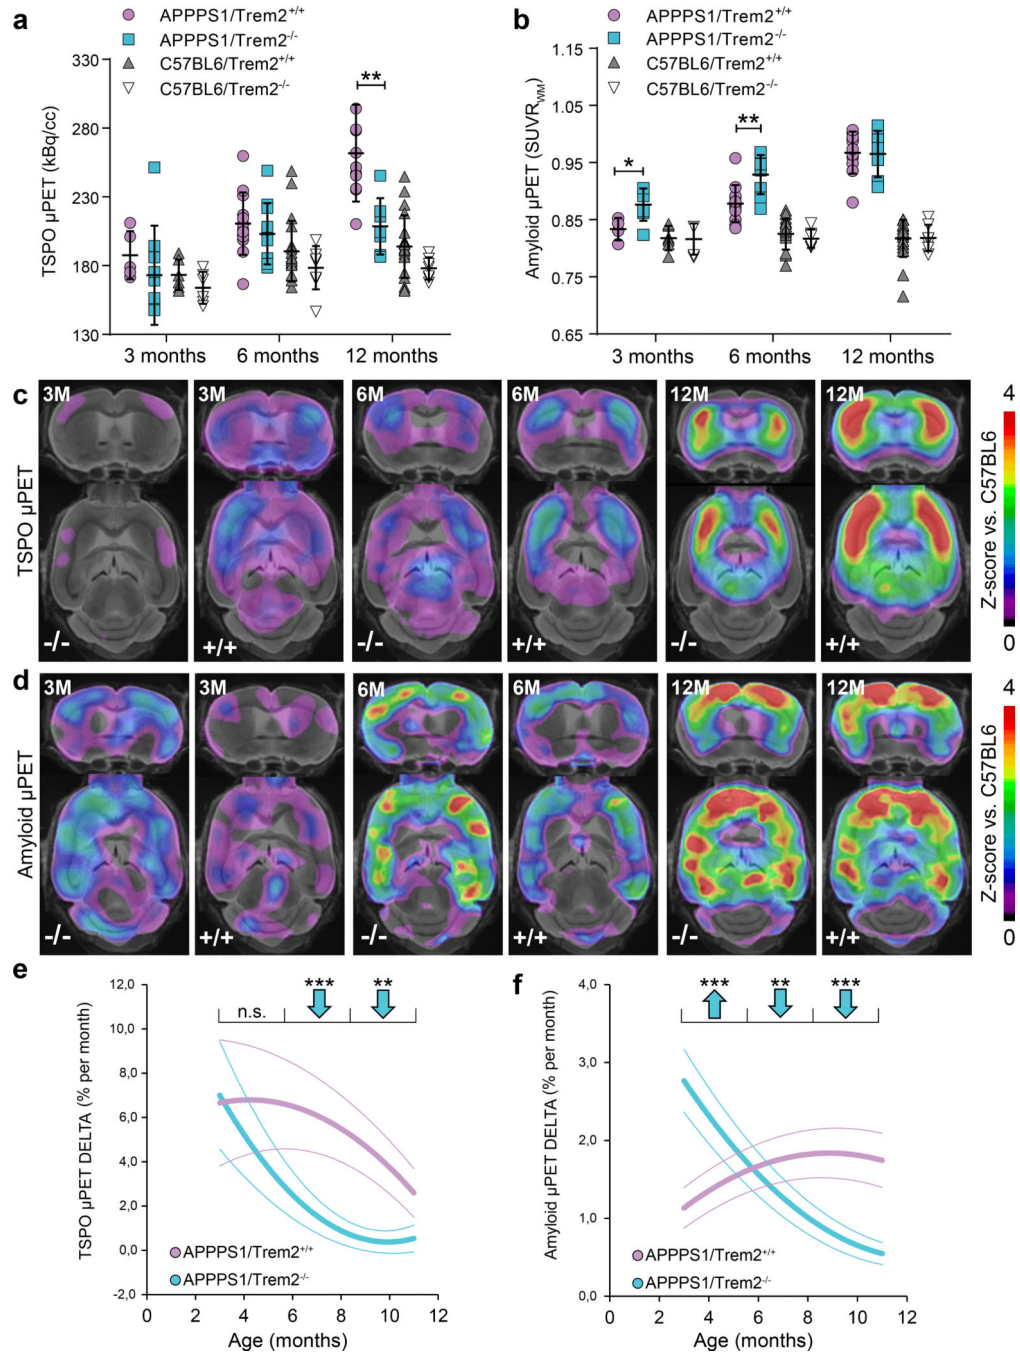 a
APPPS1/Trem2+/+
APPPS1/Trem2-/-
C57BL6/Trem2+/+
C57BL6/Trem2-/-
TSPO µPET (kBq/cc)
330
280
230
180
130
**
3 months
6 months
12 months
b
APPPS1/Trem2+/+
APPPS1/Trem2-/-
C57BL6/Trem2+/+
C57BL6/Trem2-/-
Amyloid µPET (SUVRWM)
1.15
1.05
0.95
0.85
0.75
0.65
*
**
3 months
6 months
12 months
c
TSPO µPET
3M
3M
6M
6M
12M
12M
-/-
+/+
-/-
+/+
-/-
+/+
4
Z-score vs. C57BL6
0
d
Amyloid µPET
3M
3M
6M
6M
12M
12M
-/-
+/+
-/-
+/+
-/-
+/+
4
Z-score vs. C57BL6
0
e
TSPO µPET DELTA (% per month)
12,0
10,0
8,0
6,0
4,0
2,0
0,0
-2,0
n.s.
***
**
APPPS1/Trem2+/+
APPPS1/Trem2-/-
0 2 4 6 8 10 12
Age (months)
f
Amyloid µPET DELTA (% per month)
4,0
3,0
2,0
1,0
0,0
***
**
***
APPPS1/Trem2+/+
APPPS1/Trem2-/-
0 2 4 6 8 10 12
Age (months)